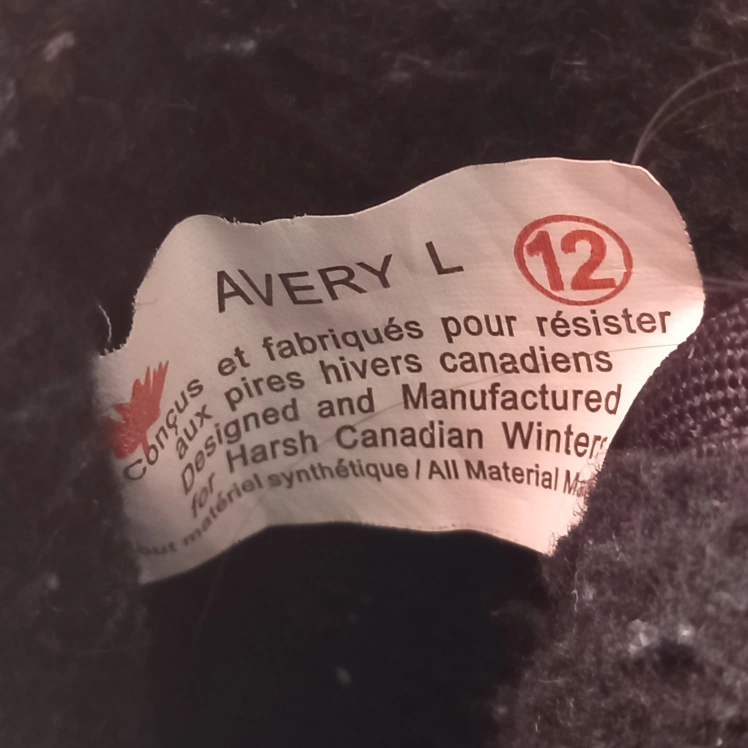 AVERY L 12
Conçus et fabriqués pour résister
aux pires hivers canadiens
Designed and Manufactured
for Harsh Canadian Winters
matériel synthétique / All Material